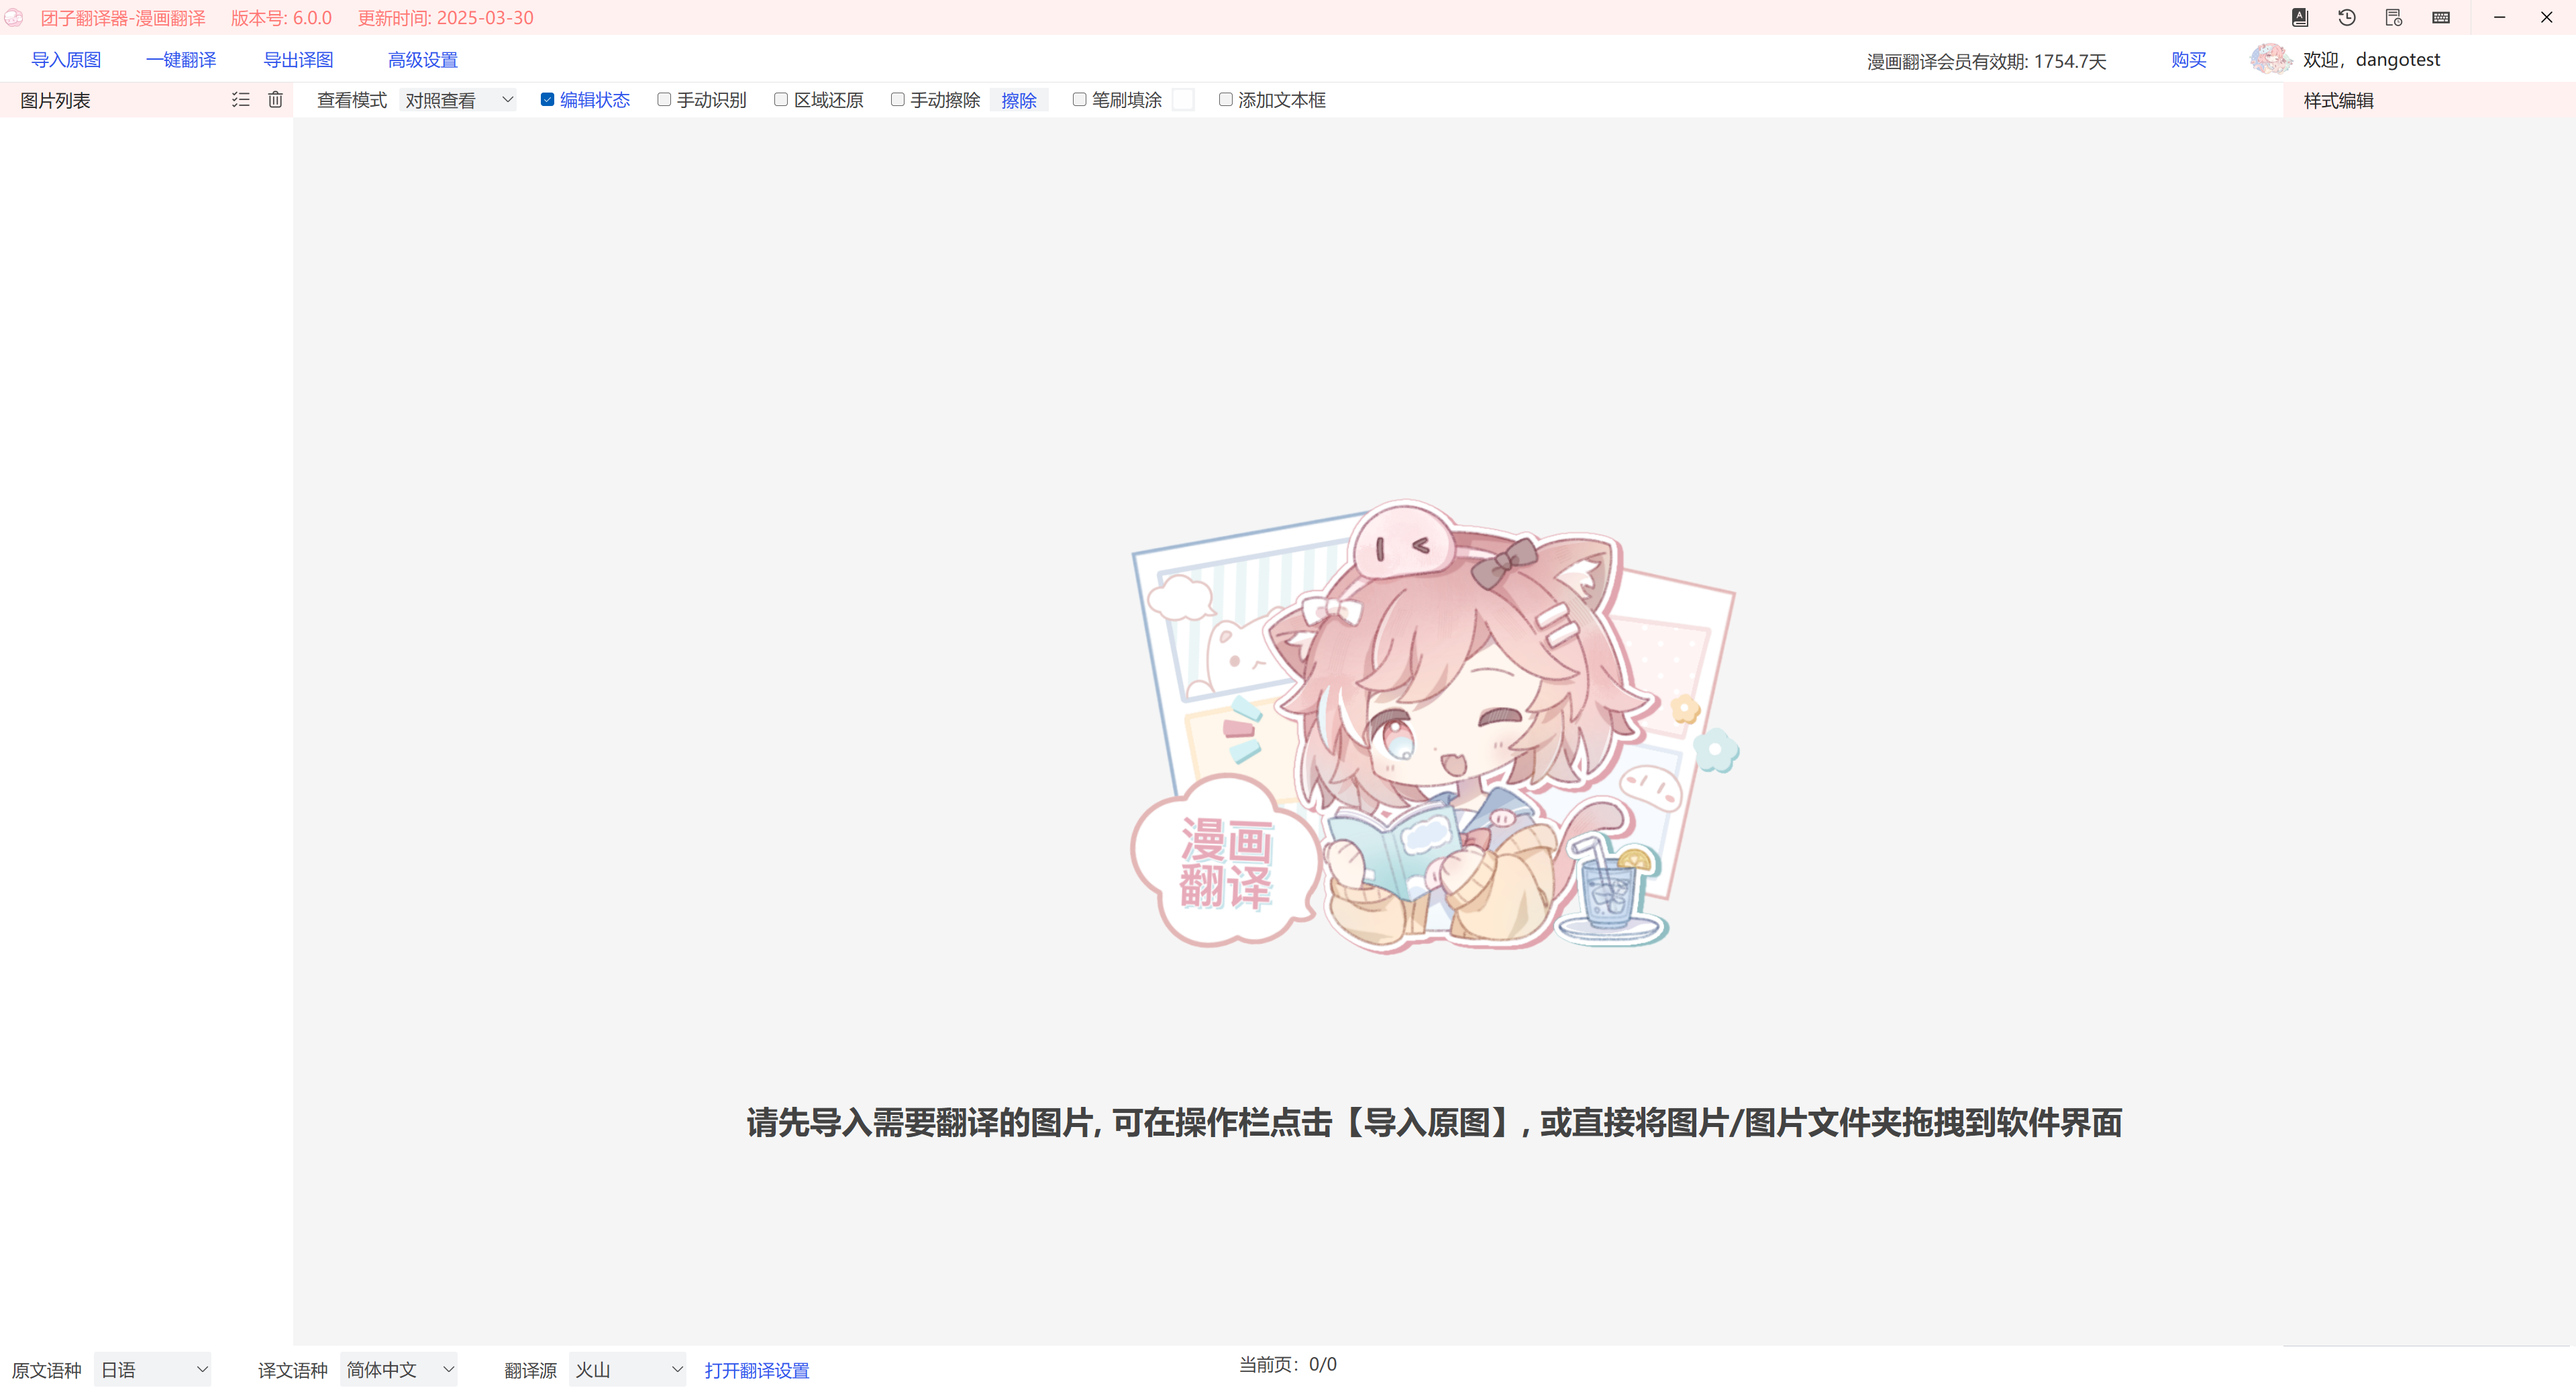 团子翻译器-漫画翻译 版本号: 6.0.0 更新时间: 2025-03-30
导入原图 一键翻译 导出译图 高级设置 漫画翻译会员有效期: 1754.7天 购买 欢迎，dangotest
图片列表 查看模式 对照查看 编辑状态 手动识别 区域还原 手动擦除 擦除 笔刷填涂 添加文本框 样式编辑
漫画
翻译
请先导入需要翻译的图片, 可在操作栏点击【导入原图】, 或直接将图片/图片文件夹拖拽到软件界面
原文语种 日语 译文语种 简体中文 翻译源 火山 打开翻译设置 当前页：0/0